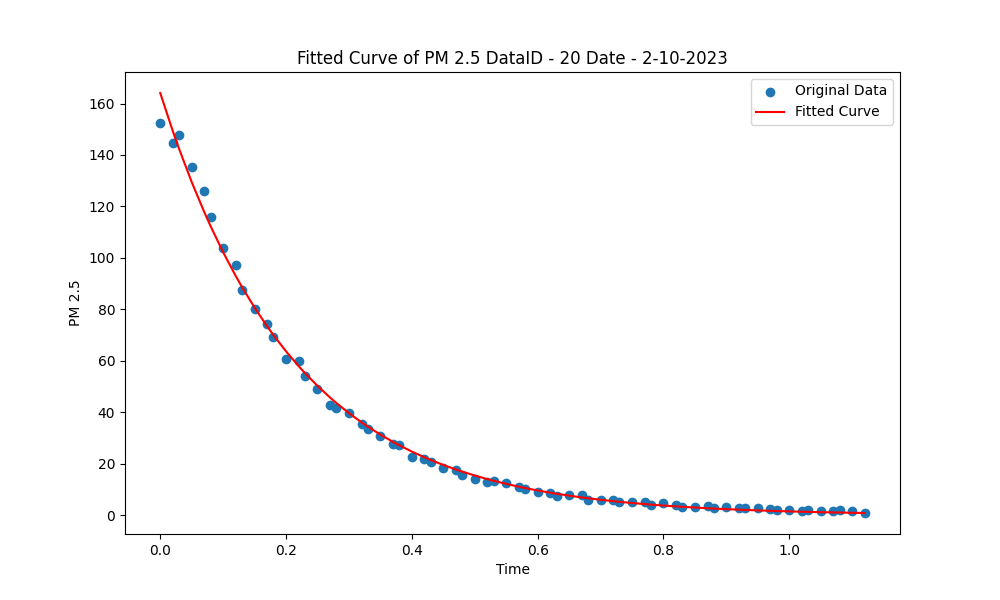 Fitted Curve of PM 2.5 DataID - 20 Date - 2-10-2023
Original Data
Fitted Curve
160
140
120
100
80
60
40
20
0
PM 2.5
0.0 0.2 0.4 0.6 0.8 1.0
Time